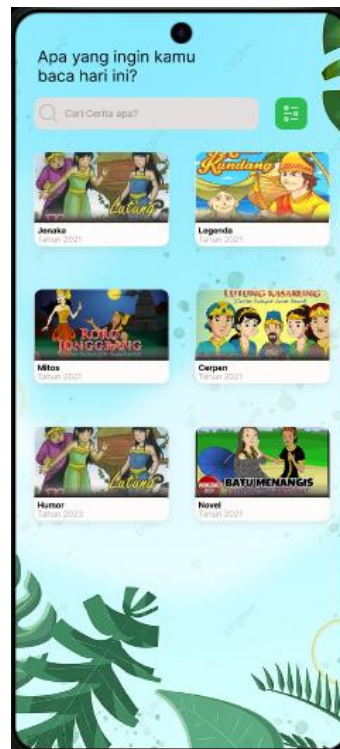 Apa yang ingin kamu
baca hari ini?
Cari Cerita apa?
Lutung
Kundang
Jenaka
Tahun 2021
Legenda
Tahun 2021
RORO
JONGGRANG
LUTUNG KASARUNG
Mitos
Tahun 2021
Cerpen
Tahun 2021
Lutung
BATU MENANGIS
Humor
Tahun 2023
Novel
Tahun 2021